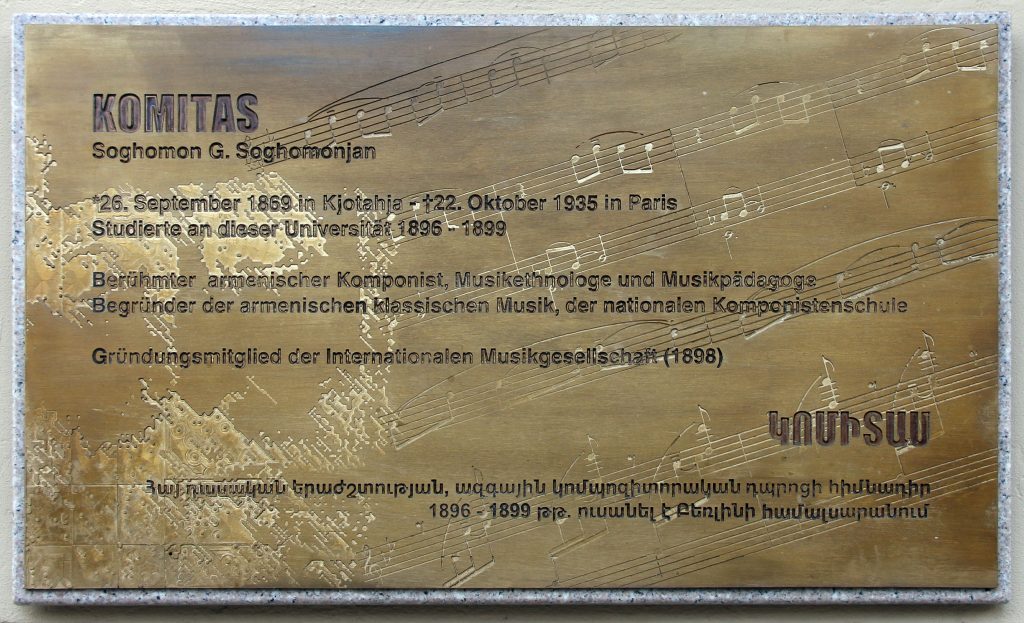 KOMITAS
Soghomon G. Soghomonjan
*26. September 1869 in Kjotahja - †22. Oktober 1935 in Paris
Studierte an dieser Universität 1896 - 1899
Berühmter armenischer Komponist, Musikethnologe und Musikpädagoge
Begründer der armenischen klassischen Musik, der nationalen Komponistenschule
Gründungsmitglied der Internationalen Musikgesellschaft (1898)
ԿՈՄԻՏԱՍ
Հայ դասական երաժշտության, ազգային կոմպոզիտորական դպրոցի հիմնադիր
1896 - 1899 թթ. ուսանել է Բեռլինի համալսարանում